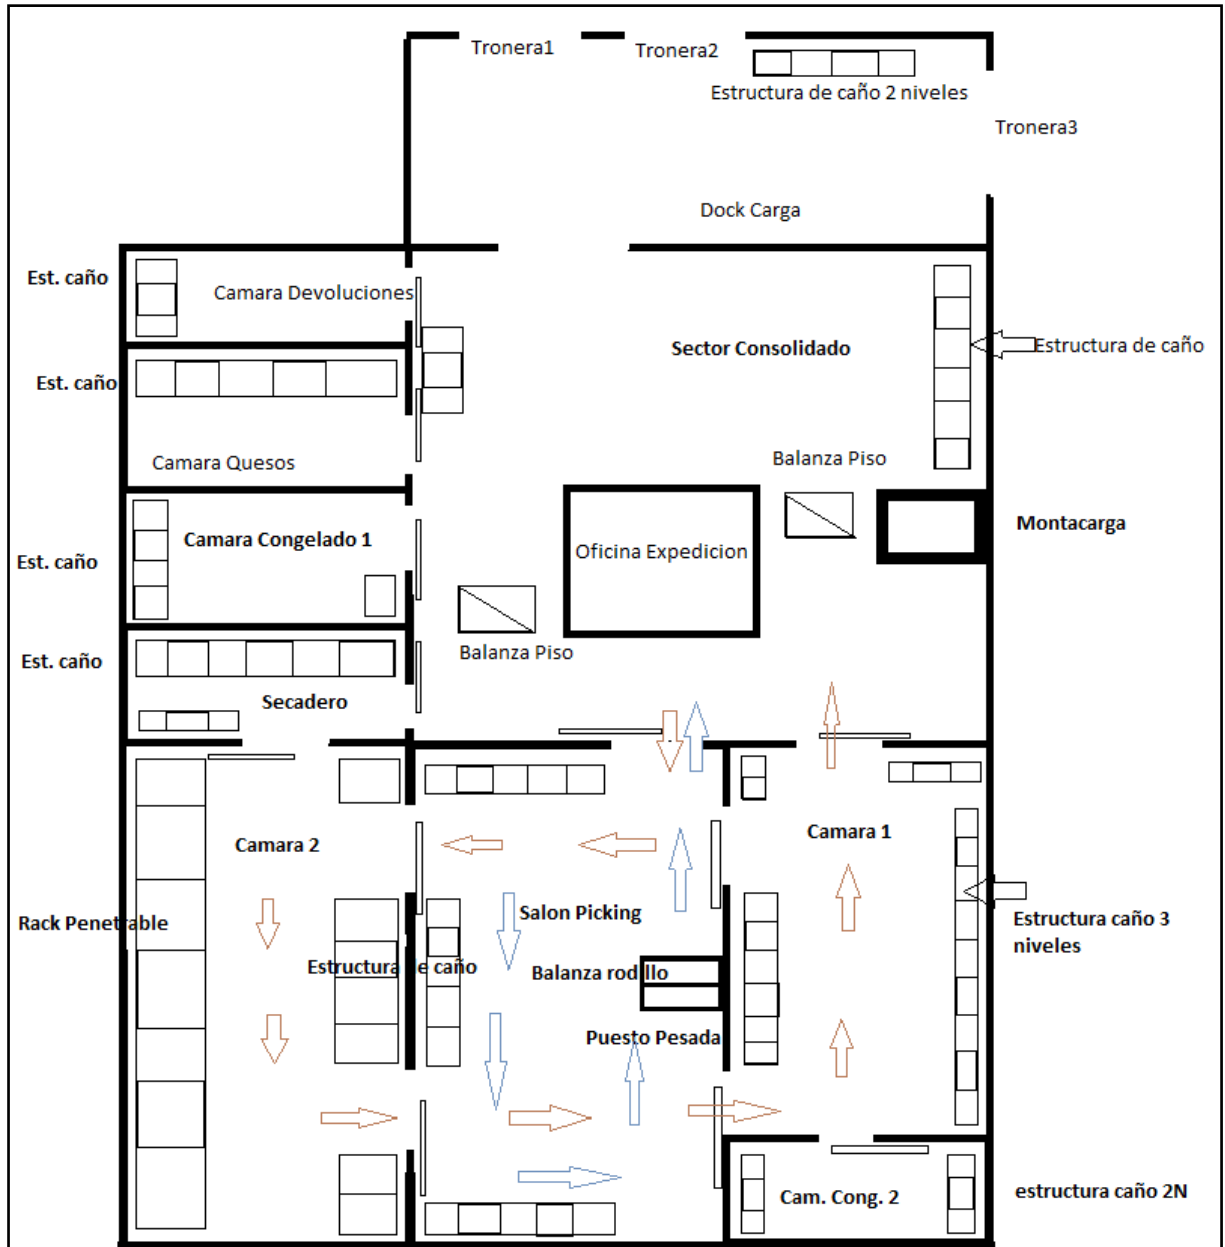 Tronera1
Tronera2
Estructura de caño 2 niveles
Tronera3
Dock Carga
Est. caño
Camara Devoluciones
Sector Consolidado
Estructura de caño
Est. caño
Camara Quesos
Balanza Piso
Camara Congelado 1
Oficina Expedicion
Montacarga
Est. caño
Balanza Piso
Est. caño
Secadero
Camara 2
Camara 1
Rack Penetrable
Salon Picking
Estructura caño 3
niveles
Estructura de caño
Balanza rodillo
Puesto Pesada
Cam. Cong. 2
estructura caño 2N